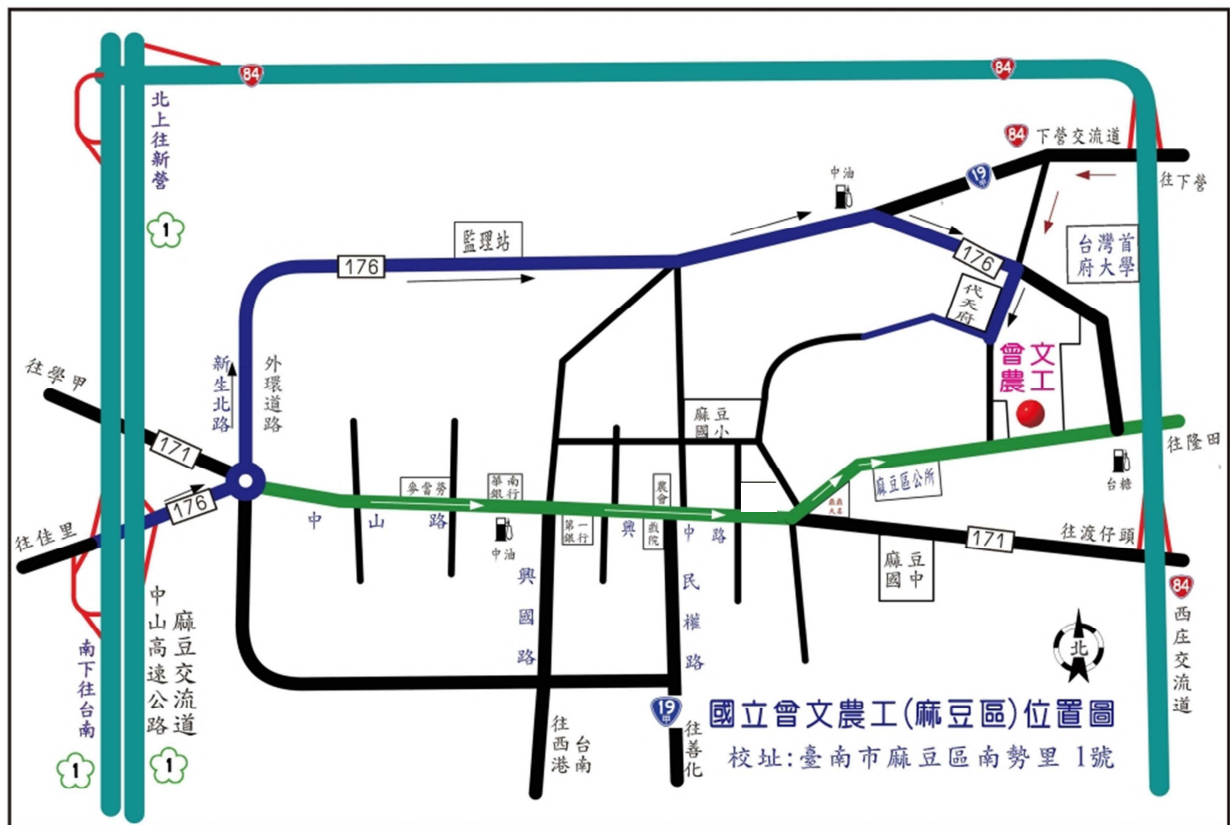 84
84
北上往新營
84
下營交流道
中油
19
甲
往下營
1
監理站
台灣首
府大學
176
176
代天府
曾文
農工
往學甲
新生北路
外環道路
麻豆
國小
往隆田
171
176
麥當勞
華南
銀行
農會
麻豆區公所
台糖
往佳里
中山路
中油
第一
銀行
興中路
戲院
171
往渡仔頭
麻豆
國中
84
興國路
民權路
西庄交流道
南下往台南
中山高速公路
麻豆交流道
北
1
1
往西港
台南
19
甲
往善化
國立曾文農工(麻豆區)位置圖
校址:臺南市麻豆區南勢里 1號